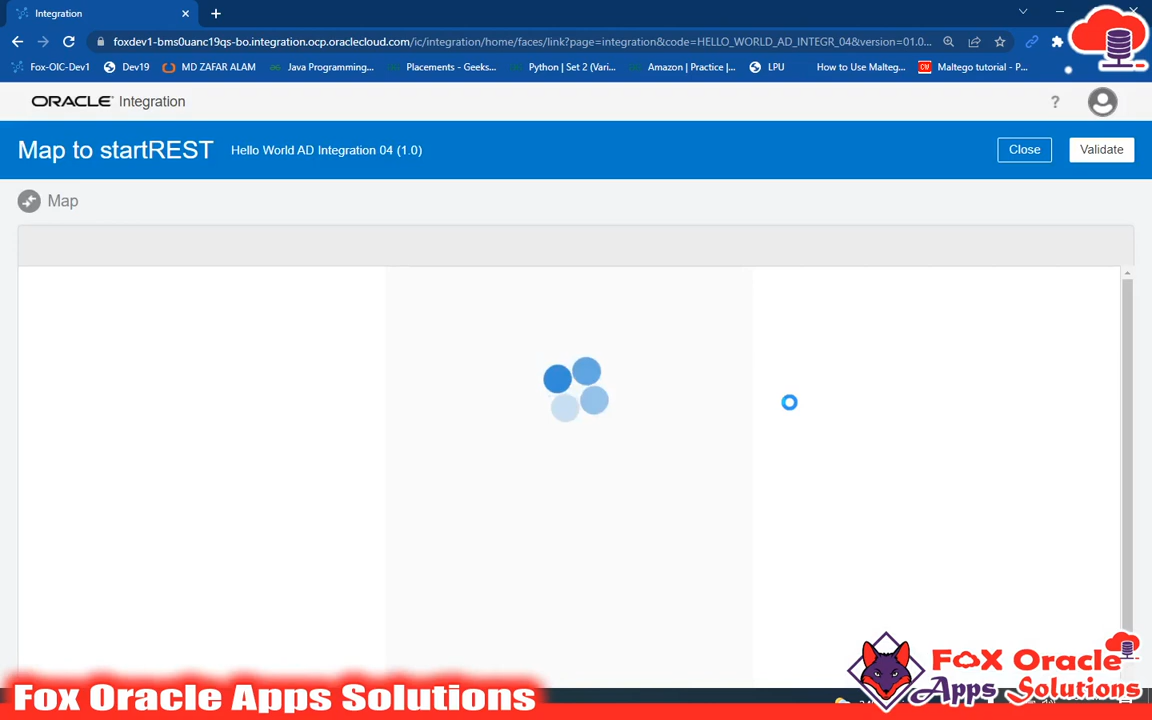 Integration
foxdev1-bms0uanc19qs-bo.integration.ocp.oraclecloud.com/ic/integration/home/faces/link?page=integration&code=HELLO_WORLD_AD_INTEGR_04&version=01.0...
Fox-OIC-Dev1 Dev19 MD ZAFAR ALAM Java Programming... Placements - Geeks... Python | Set 2 (Vari... Amazon | Practice |... LPU How to Use Malteg... CW Maltego tutorial - P...
ORACLE Integration ?
Map to startREST Hello World AD Integration 04 (1.0) Close Validate
Map
Fox Oracle Apps Solutions
FOX Oracle
Apps Solutions